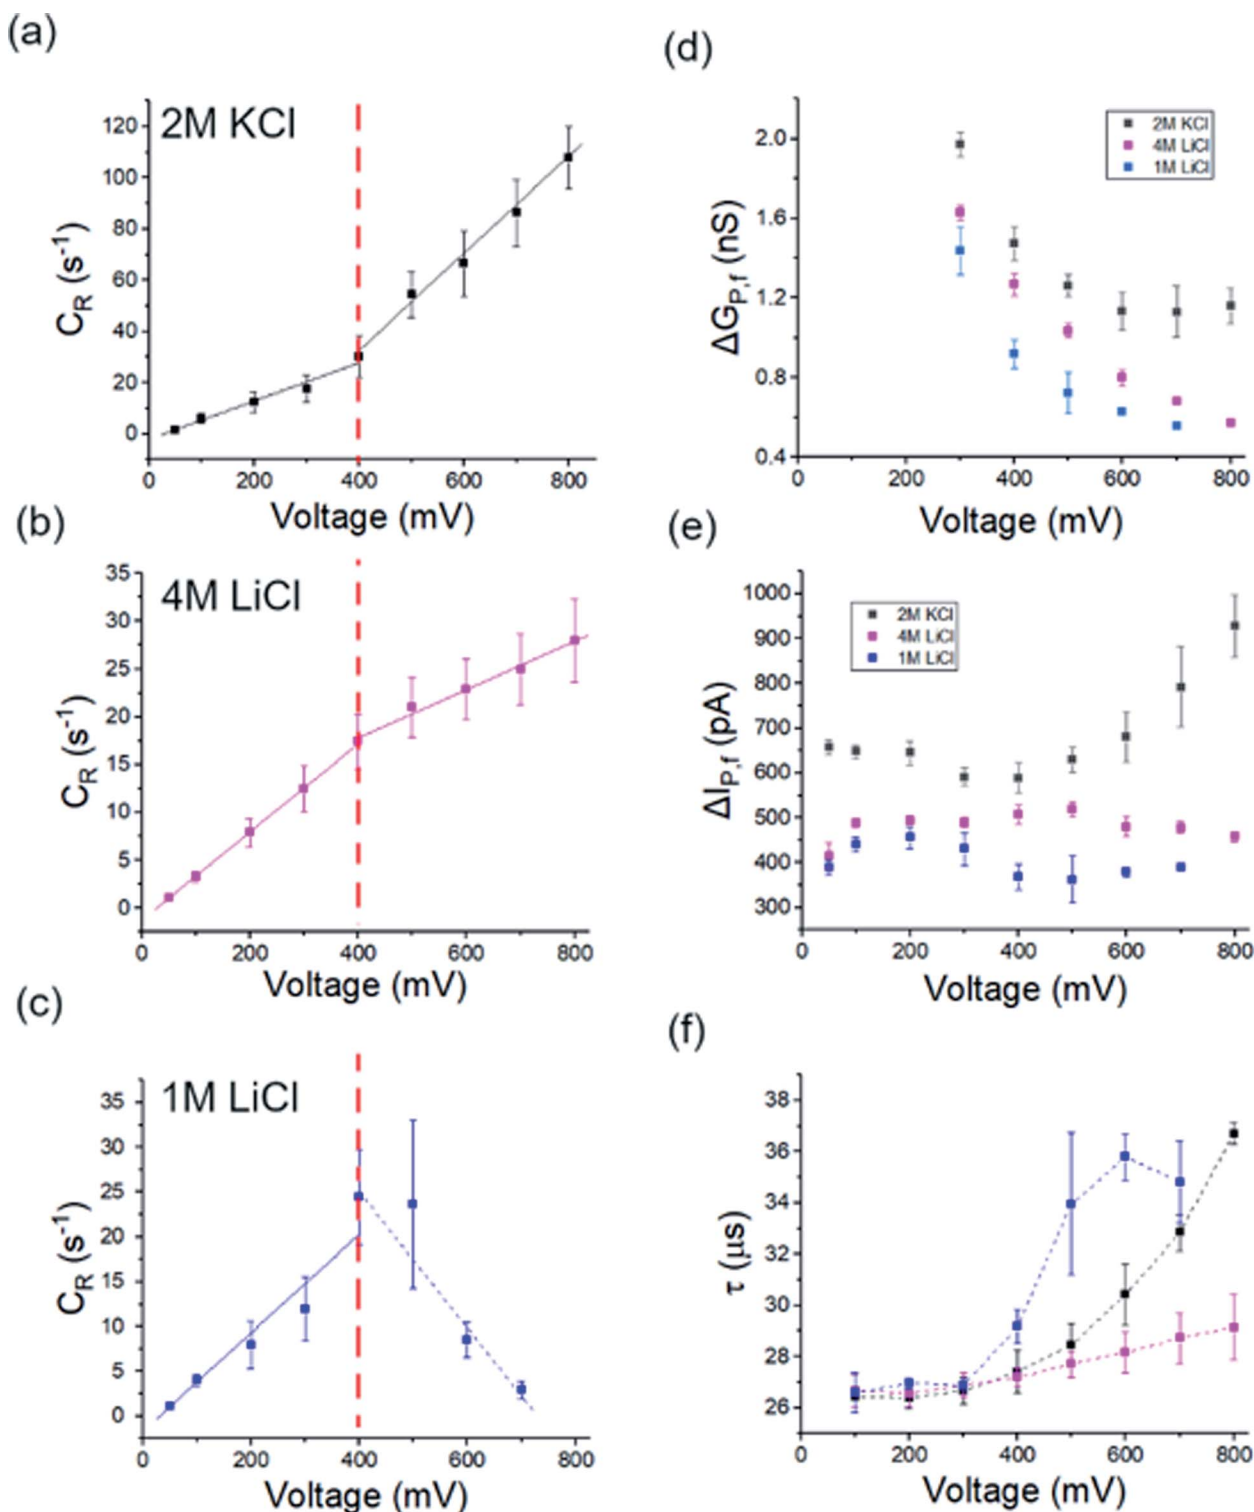 (a)
2M KCl
C_R (s^-1)
120
100
80
60
40
20
0
0 200 400 600 800
Voltage (mV)
(b)
4M LiCl
C_R (s^-1)
35
30
25
20
15
10
5
0
0 200 400 600 800
Voltage (mV)
(c)
1M LiCl
C_R (s^-1)
35
30
25
20
15
10
5
0
0 200 400 600 800
Voltage (mV)
(d)
2M KCl
4M LiCl
1M LiCl
ΔG_P,f (nS)
2.0
1.6
1.2
0.8
0.4
0 200 400 600 800
Voltage (mV)
(e)
2M KCl
4M LiCl
1M LiCl
ΔI_P,f (pA)
1000
900
800
700
600
500
400
300
0 200 400 600 800
Voltage (mV)
(f)
τ (μs)
38
36
34
32
30
28
26
0 200 400 600 800
Voltage (mV)